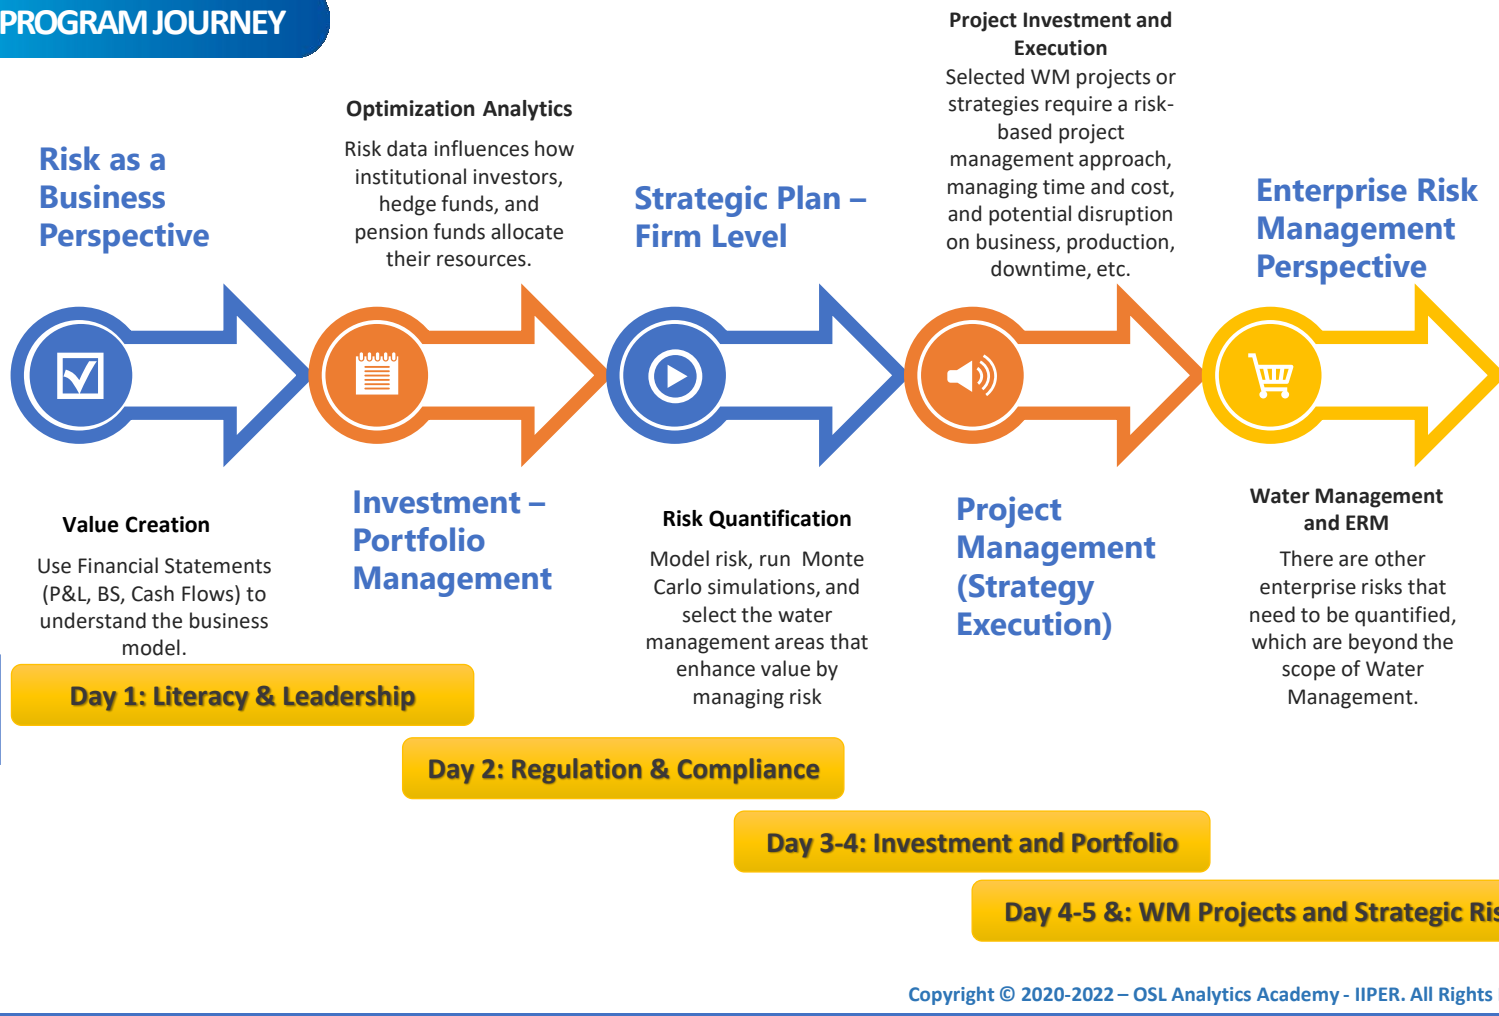 PROGRAM JOURNEY
Risk as a
Business
Perspective
Value Creation
Use Financial Statements
(P&L, BS, Cash Flows) to
understand the business
model.
Optimization Analytics
Risk data influences how
institutional investors,
hedge funds, and
pension funds allocate
their resources.
Investment –
Portfolio
Management
Strategic Plan –
Firm Level
Risk Quantification
Model risk, run Monte
Carlo simulations, and
select the water
management areas that
enhance value by
managing risk
Project Investment and
Execution
Selected WM projects or
strategies require a risk-
based project
management approach,
managing time and cost,
and potential disruption
on business, production,
downtime, etc.
Project
Management
(Strategy
Execution)
Enterprise Risk
Management
Perspective
Water Management
and ERM
There are other
enterprise risks that
need to be quantified,
which are beyond the
scope of Water
Management.
Day 1: Literacy & Leadership
Day 2: Regulation & Compliance
Day 3-4: Investment and Portfolio
Day 4-5 &: WM Projects and Strategic
Copyright © 2020-2022 – OSL Analytics Academy - IIPER. All Rights